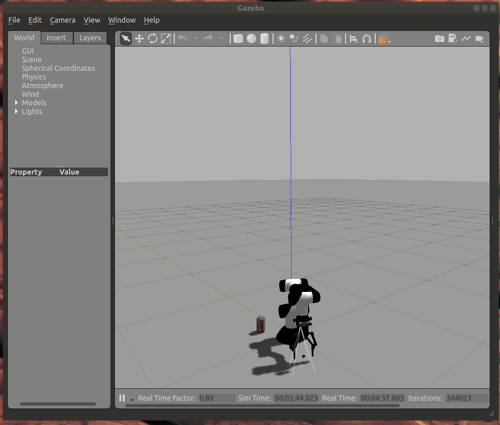 Gazebo
File Edit Camera View Window Help
World Insert Layers
GUI
Scene
Spherical Coordinates
Physics
Atmosphere
Wind
Models
Lights
Property Value
Real Time Factor: 0.89 Sim Time: 00:05:44.023 Real Time: 00:04:37.805 Iterations: 344023